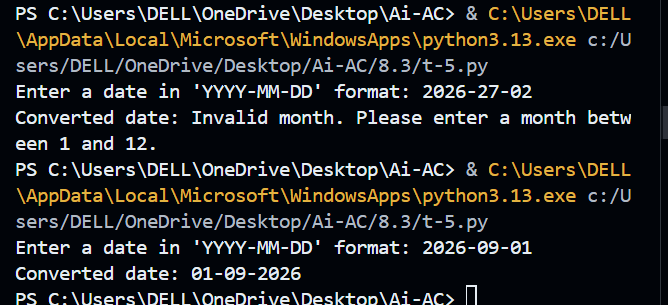 PS C:\Users\DELL\OneDrive\Desktop\Ai-AC> & C:\Users\DELL
\AppData\Local\Microsoft\WindowsApps\python3.13.exe c:/U
sers/DELL/OneDrive/Desktop/Ai-AC/8.3/t-5.py
Enter a date in 'YYYY-MM-DD' format: 2026-27-02
Converted date: Invalid month. Please enter a month betw
een 1 and 12.
PS C:\Users\DELL\OneDrive\Desktop\Ai-AC> & C:\Users\DELL
\AppData\Local\Microsoft\WindowsApps\python3.13.exe c:/U
sers/DELL/OneDrive/Desktop/Ai-AC/8.3/t-5.py
Enter a date in 'YYYY-MM-DD' format: 2026-09-01
Converted date: 01-09-2026
PS C:\Users\DELL\OneDrive\Desktop\Ai-AC>